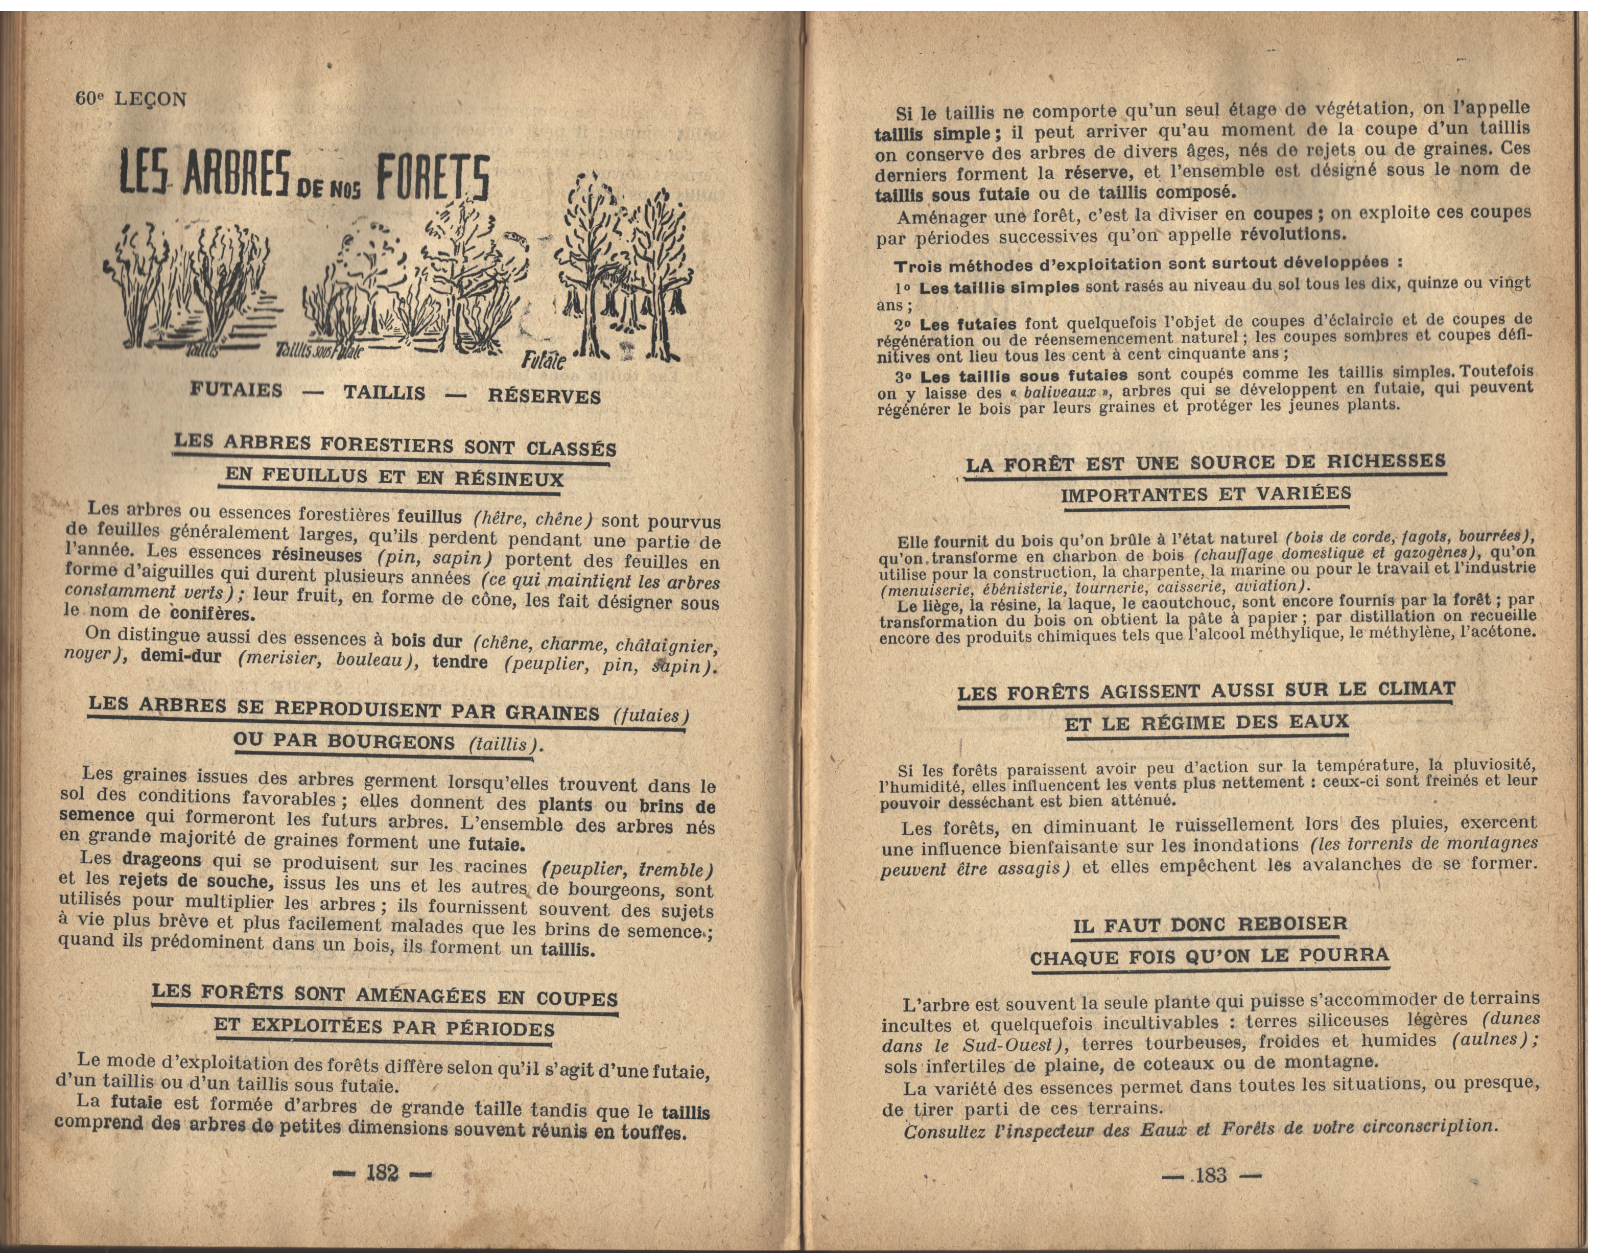 60e LEÇON
LES ARBRES DE NOS FORETS
Taillis
Taillis sous Futaie
Futaie
FUTAIES — TAILLIS — RÉSERVES
LES ARBRES FORESTIERS SONT CLASSÉS
EN FEUILLUS ET EN RÉSINEUX
Les arbres ou essences forestières feuillus (hêtre, chêne) sont pourvus
de feuilles généralement larges, qu'ils perdent pendant une partie de
l'année. Les essences résineuses (pin, sapin) portent des feuilles en
forme d'aiguilles qui durent plusieurs années (ce qui maintient les arbres
constamment verts) ; leur fruit, en forme de cône, les fait désigner sous
le nom de conifères.
On distingue aussi des essences à bois dur (chêne, charme, châtaignier,
noyer), demi-dur (merisier, bouleau), tendre (peuplier, pin, sapin).
LES ARBRES SE REPRODUISENT PAR GRAINES (futaies)
OU PAR BOURGEONS (taillis).
Les graines issues des arbres germent lorsqu'elles trouvent dans le
sol des conditions favorables ; elles donnent des plants ou brins de
semence qui formeront les futurs arbres. L'ensemble des arbres nés
en grande majorité de graines forment une futaie.
Les drageons qui se produisent sur les racines (peuplier, tremble)
et les rejets de souche, issus les uns et les autres de bourgeons, sont
utilisés pour multiplier les arbres ; ils fournissent souvent des sujets
à vie plus brève et plus facilement malades que les brins de semence ;
quand ils prédominent dans un bois, ils forment un taillis.
LES FORÊTS SONT AMÉNAGÉES EN COUPES
ET EXPLOITÉES PAR PÉRIODES
Le mode d'exploitation des forêts diffère selon qu'il s'agit d'une futaie,
d'un taillis ou d'un taillis sous futaie.
La futaie est formée d'arbres de grande taille tandis que le taillis
comprend des arbres de petites dimensions souvent réunis en touffes.
— 182 —
Si le taillis ne comporte qu'un seul étage de végétation, on l'appelle
taillis simple ; il peut arriver qu'au moment de la coupe d'un taillis
on conserve des arbres de divers âges, nés de rejets ou de graines. Ces
derniers forment la réserve, et l'ensemble est désigné sous le nom de
taillis sous futaie ou de taillis composé.
Aménager une forêt, c'est la diviser en coupes ; on exploite ces coupes
par périodes successives qu'on appelle révolutions.
Trois méthodes d'exploitation sont surtout développées :
1o Les taillis simples sont rasés au niveau du sol tous les dix, quinze ou vingt
ans ;
2o Les futaies font quelquefois l'objet de coupes d'éclaircie et de coupes de
régénération ou de réensemencement naturel ; les coupes sombres et coupes défi-
nitives ont lieu tous les cent à cent cinquante ans ;
3o Les taillis sous futaies sont coupés comme les taillis simples. Toutefois
on y laisse des « baliveaux », arbres qui se développent en futaie, qui peuvent
régénérer le bois par leurs graines et protéger les jeunes plants.
LA FORÊT EST UNE SOURCE DE RICHESSES
IMPORTANTES ET VARIÉES
Elle fournit du bois qu'on brûle à l'état naturel (bois de corde, fagots, bourrées),
qu'on transforme en charbon de bois (chauffage domestique et gazogènes), qu'on
utilise pour la construction, la charpente, la marine ou pour le travail et l'industrie
(menuiserie, ébénisterie, tournerie, caisserie, aviation).
Le liège, la résine, la laque, le caoutchouc, sont encore fournis par la forêt ; par
transformation du bois on obtient la pâte à papier ; par distillation on recueille
encore des produits chimiques tels que l'alcool méthylique, le méthylène, l'acétone.
LES FORÊTS AGISSENT AUSSI SUR LE CLIMAT
ET LE RÉGIME DES EAUX
Si les forêts paraissent avoir peu d'action sur la température, la pluviosité,
l'humidité, elles influencent les vents plus nettement : ceux-ci sont freinés et leur
pouvoir desséchant est bien atténué.
Les forêts, en diminuant le ruissellement lors des pluies, exercent
une influence bienfaisante sur les inondations (les torrents de montagnes
peuvent être assagis) et elles empêchent les avalanches de se former.
IL FAUT DONC REBOISER
CHAQUE FOIS QU'ON LE POURRA
L'arbre est souvent la seule plante qui puisse s'accommoder de terrains
incultes et quelquefois incultivables : terres siliceuses légères (dunes
dans le Sud-Ouest), terres tourbeuses, froides et humides (aulnes) ;
sols infertiles de plaine, de coteaux ou de montagne.
La variété des essences permet dans toutes les situations, ou presque,
de tirer parti de ces terrains.
Consultez l'inspecteur des Eaux et Forêts de votre circonscription.
— 183 —